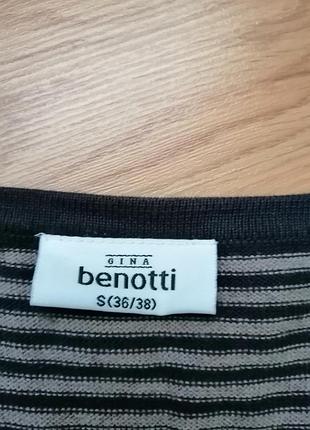 GINA
benotti
S(36/38)